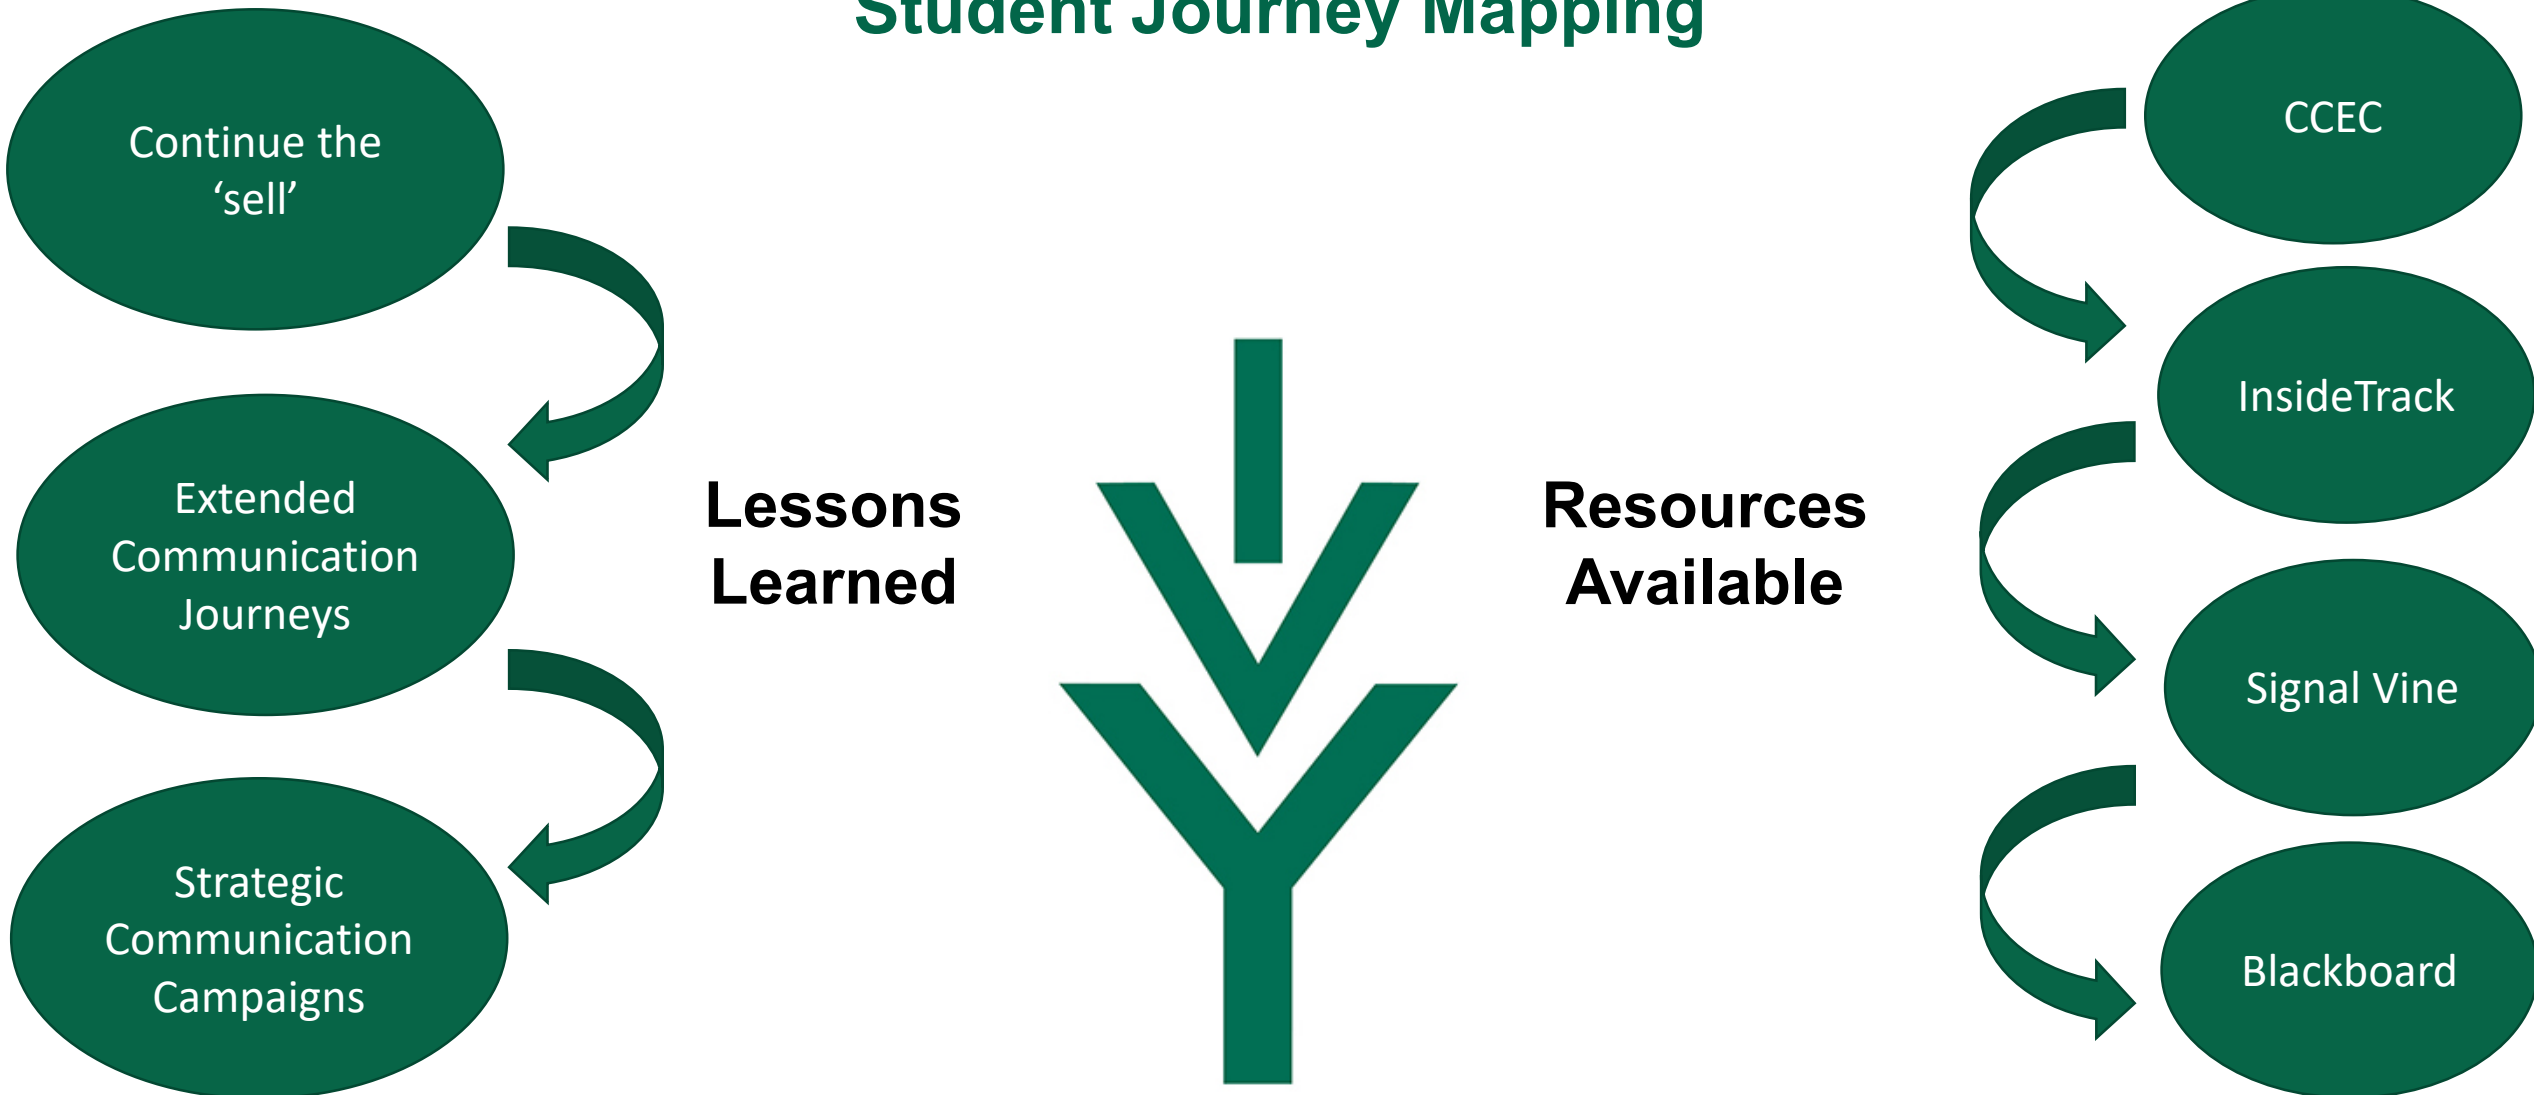 Student Journey Mapping
Continue the
‘sell’
Extended
Communication
Journeys
Strategic
Communication
Campaigns
Lessons
Learned
Resources
Available
CCEC
InsideTrack
Signal Vine
Blackboard